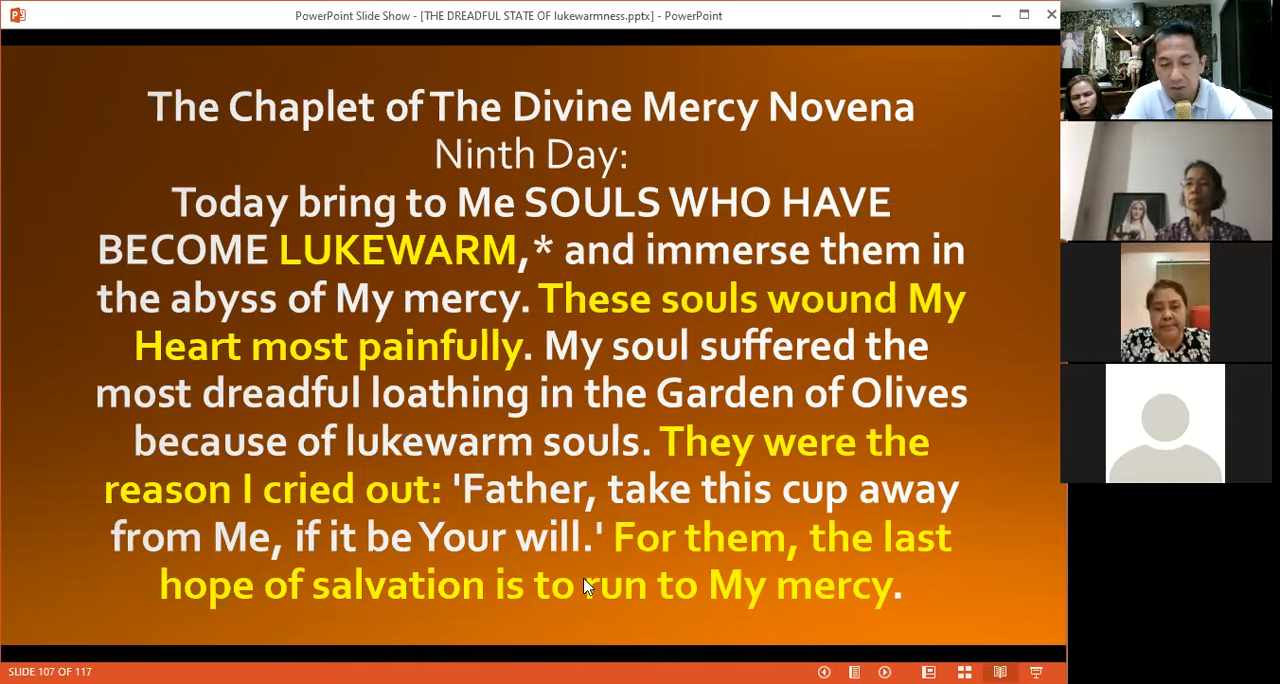 PowerPoint Slide Show - [THE DREADFUL STATE OF lukewarmness.pptx] - PowerPoint
The Chaplet of The Divine Mercy Novena
Ninth Day:
Today bring to Me SOULS WHO HAVE
BECOME LUKEWARM,* and immerse them in
the abyss of My mercy. These souls wound My
Heart most painfully. My soul suffered the
most dreadful loathing in the Garden of Olives
because of lukewarm souls. They were the
reason I cried out: 'Father, take this cup away
from Me, if it be Your will.' For them, the last
hope of salvation is to run to My mercy.
SLIDE 107 OF 117